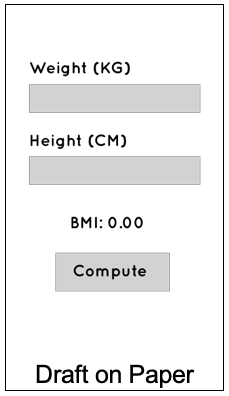 Weight (KG)
Height (CM)
BMI: 0.00
Compute
Draft on Paper